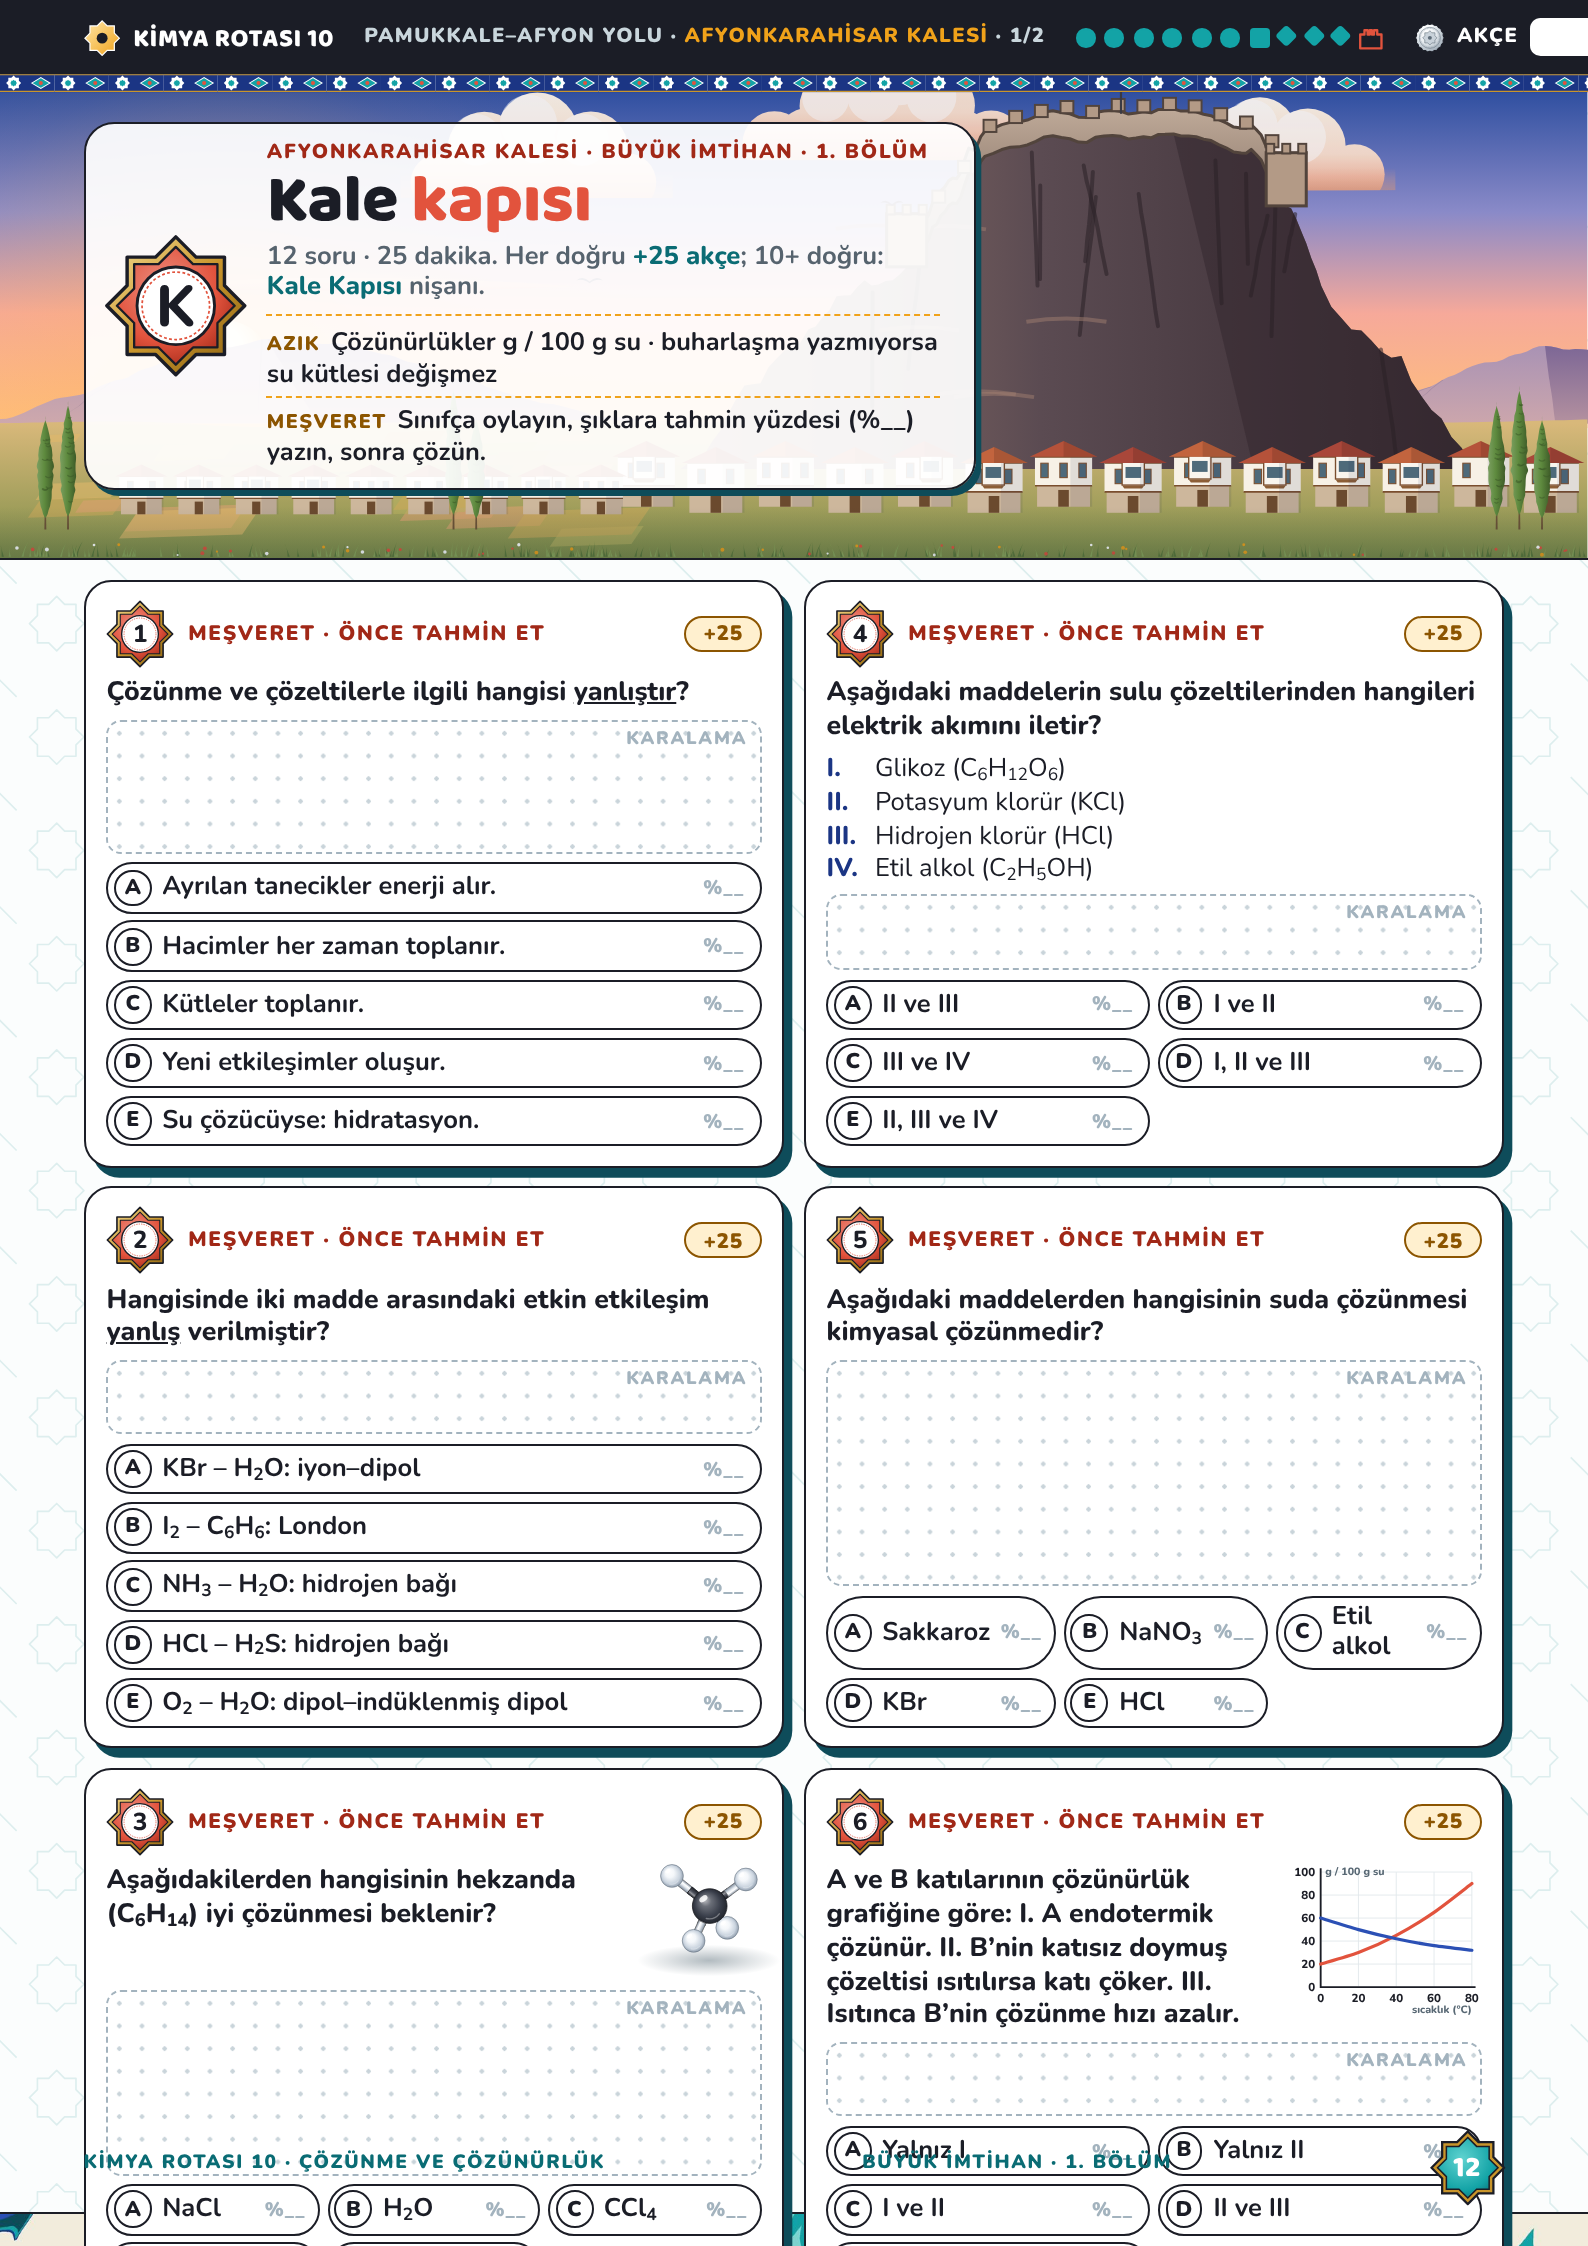 KİMYA ROTASI 10
PAMUKKALE–AFYON YOLU · AFYONKARAHİSAR KALESİ · 1/2
AKÇE
AFYONKARAHİSAR KALESİ · BÜYÜK İMTİHAN · 1. BÖLÜM
Kale kapısı
K
12 soru · 25 dakika. Her doğru +25 akçe; 10+ doğru:
Kale Kapısı nişanı.
AZIK Çözünürlükler g / 100 g su · buharlaşma yazmıyorsa
su kütlesi değişmez
MEŞVERET Sınıfça oylayın, şıklara tahmin yüzdesi (%__)
yazın, sonra çözün.
1 MEŞVERET · ÖNCE TAHMİN ET +25
Çözünme ve çözeltilerle ilgili hangisi yanlıştır?
KARALAMA
A Ayrılan tanecikler enerji alır. %__
B Hacimler her zaman toplanır. %__
C Kütleler toplanır. %__
D Yeni etkileşimler oluşur. %__
E Su çözücüyse: hidratasyon. %__
2 MEŞVERET · ÖNCE TAHMİN ET +25
Hangisinde iki madde arasındaki etkin etkileşim
yanlış verilmiştir?
KARALAMA
A KBr – H₂O: iyon–dipol %__
B I₂ – C₆H₆: London %__
C NH₃ – H₂O: hidrojen bağı %__
D HCl – H₂S: hidrojen bağı %__
E O₂ – H₂O: dipol–indüklenmiş dipol %__
3 MEŞVERET · ÖNCE TAHMİN ET +25
Aşağıdakilerden hangisinin hekzanda
(C₆H₁₄) iyi çözünmesi beklenir?
KARALAMA
A NaCl %__ B H₂O %__ C CCl₄ %__
4 MEŞVERET · ÖNCE TAHMİN ET +25
Aşağıdaki maddelerin sulu çözeltilerinden hangileri
elektrik akımını iletir?
I. Glikoz (C₆H₁₂O₆)
II. Potasyum klorür (KCl)
III. Hidrojen klorür (HCl)
IV. Etil alkol (C₂H₅OH)
KARALAMA
A II ve III %__ B I ve II %__
C III ve IV %__ D I, II ve III %__
E II, III ve IV %__
5 MEŞVERET · ÖNCE TAHMİN ET +25
Aşağıdaki maddelerden hangisinin suda çözünmesi
kimyasal çözünmedir?
KARALAMA
A Sakkaroz %__ B NaNO₃ %__ C Etil alkol %__
D KBr %__ E HCl %__
6 MEŞVERET · ÖNCE TAHMİN ET +25
A ve B katılarının çözünürlük
grafiğine göre: I. A endotermik
çözünür. II. B’nin katısız doymuş
çözeltisi ısıtılırsa katı çöker. III.
Isıtınca B’nin çözünme hızı azalır.
g / 100 g su
100
80
60
40
20
0
0 20 40 60 80
sıcaklık (°C)
KARALAMA
A Yalnız I %__ B Yalnız II %
C I ve II %__ D II ve III %__
KİMYA ROTASI 10 · ÇÖZÜNME VE ÇÖZÜNÜRLÜK
BÜYÜK İMTİHAN · 1. BÖLÜM
12